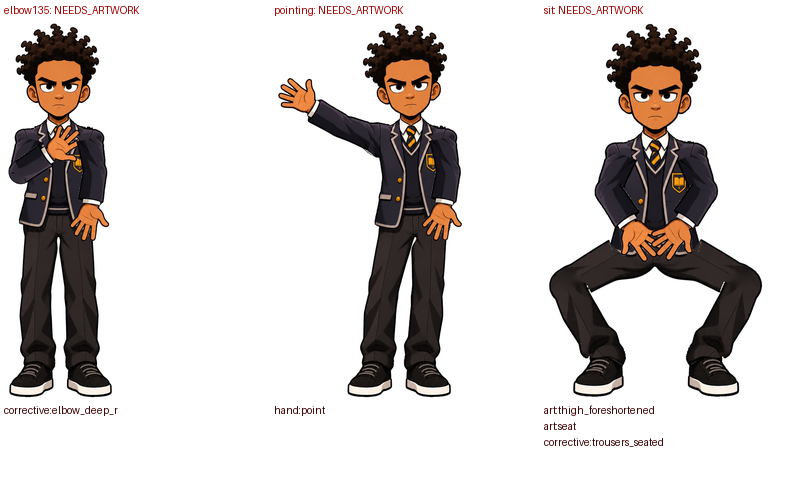 elbow135: NEEDS_ARTWORK
pointing: NEEDS_ARTWORK
sit: NEEDS_ARTWORK
corrective:elbow_deep_r
hand:point
art:thigh_foreshortened
art:seat
corrective:trousers_seated